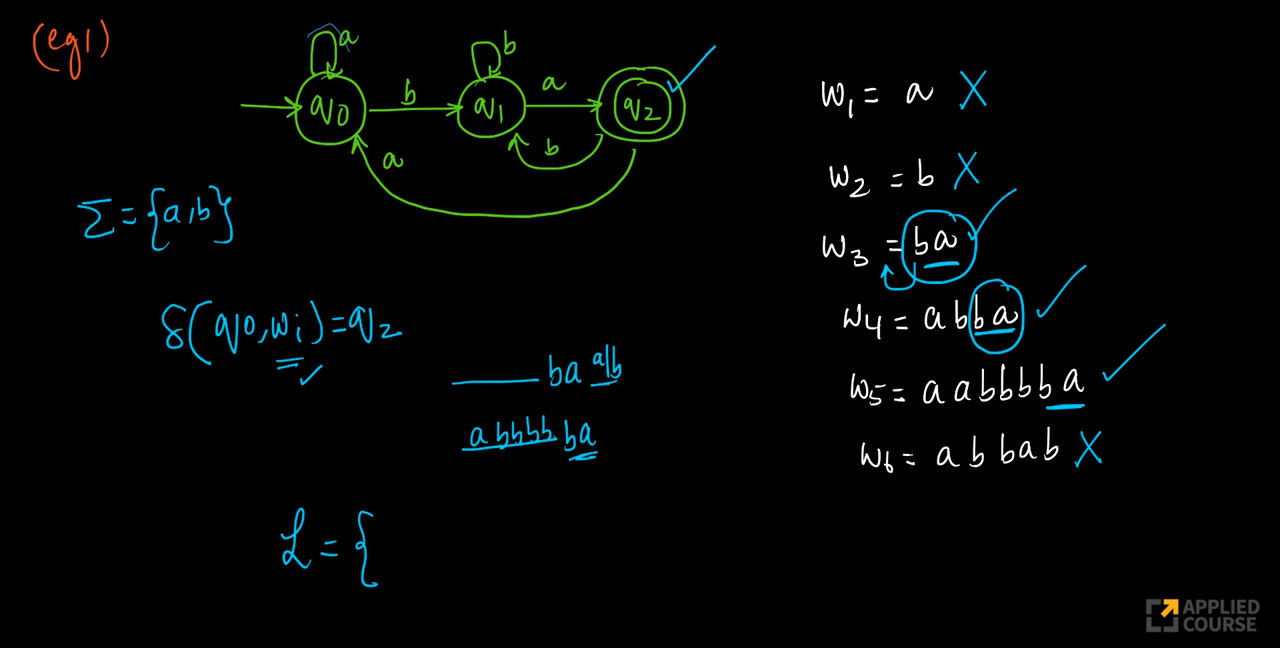 (eg1)
a
b
q0
b
q1
a
q2
b
a
Σ = {a,b}
δ(q0, wi) = q2
_____ ba a|b
abbbb ba
L = {
w1 = a X
w2 = b X
w3 = ba ✓
w4 = abba ✓
w5 = aabbbba ✓
w6 = abbab X
APPLIED
COURSE